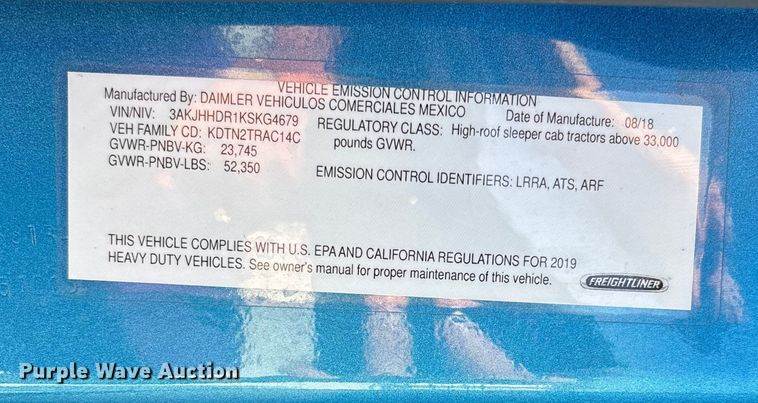 VEHICLE EMISSION CONTROL INFORMATION
Manufactured By: DAIMLER VEHICULOS COMERCIALES MEXICO
Date of Manufacture: 08/18
VIN/NIV: 3AKJHHDR1KSKG4679
VEH FAMILY CD: KDTN2TRAC14C
GVWR-PNBV-KG: 23,745
GVWR-PNBV-LBS: 52,350
REGULATORY CLASS: High-roof sleeper cab tractors above 33,000
pounds GVWR.
EMISSION CONTROL IDENTIFIERS: LRRA, ATS, ARF
THIS VEHICLE COMPLIES WITH U.S. EPA AND CALIFORNIA REGULATIONS FOR 2019
HEAVY DUTY VEHICLES. See owner's manual for proper maintenance of this vehicle.
FREIGHTLINER
Purple Wave Auction